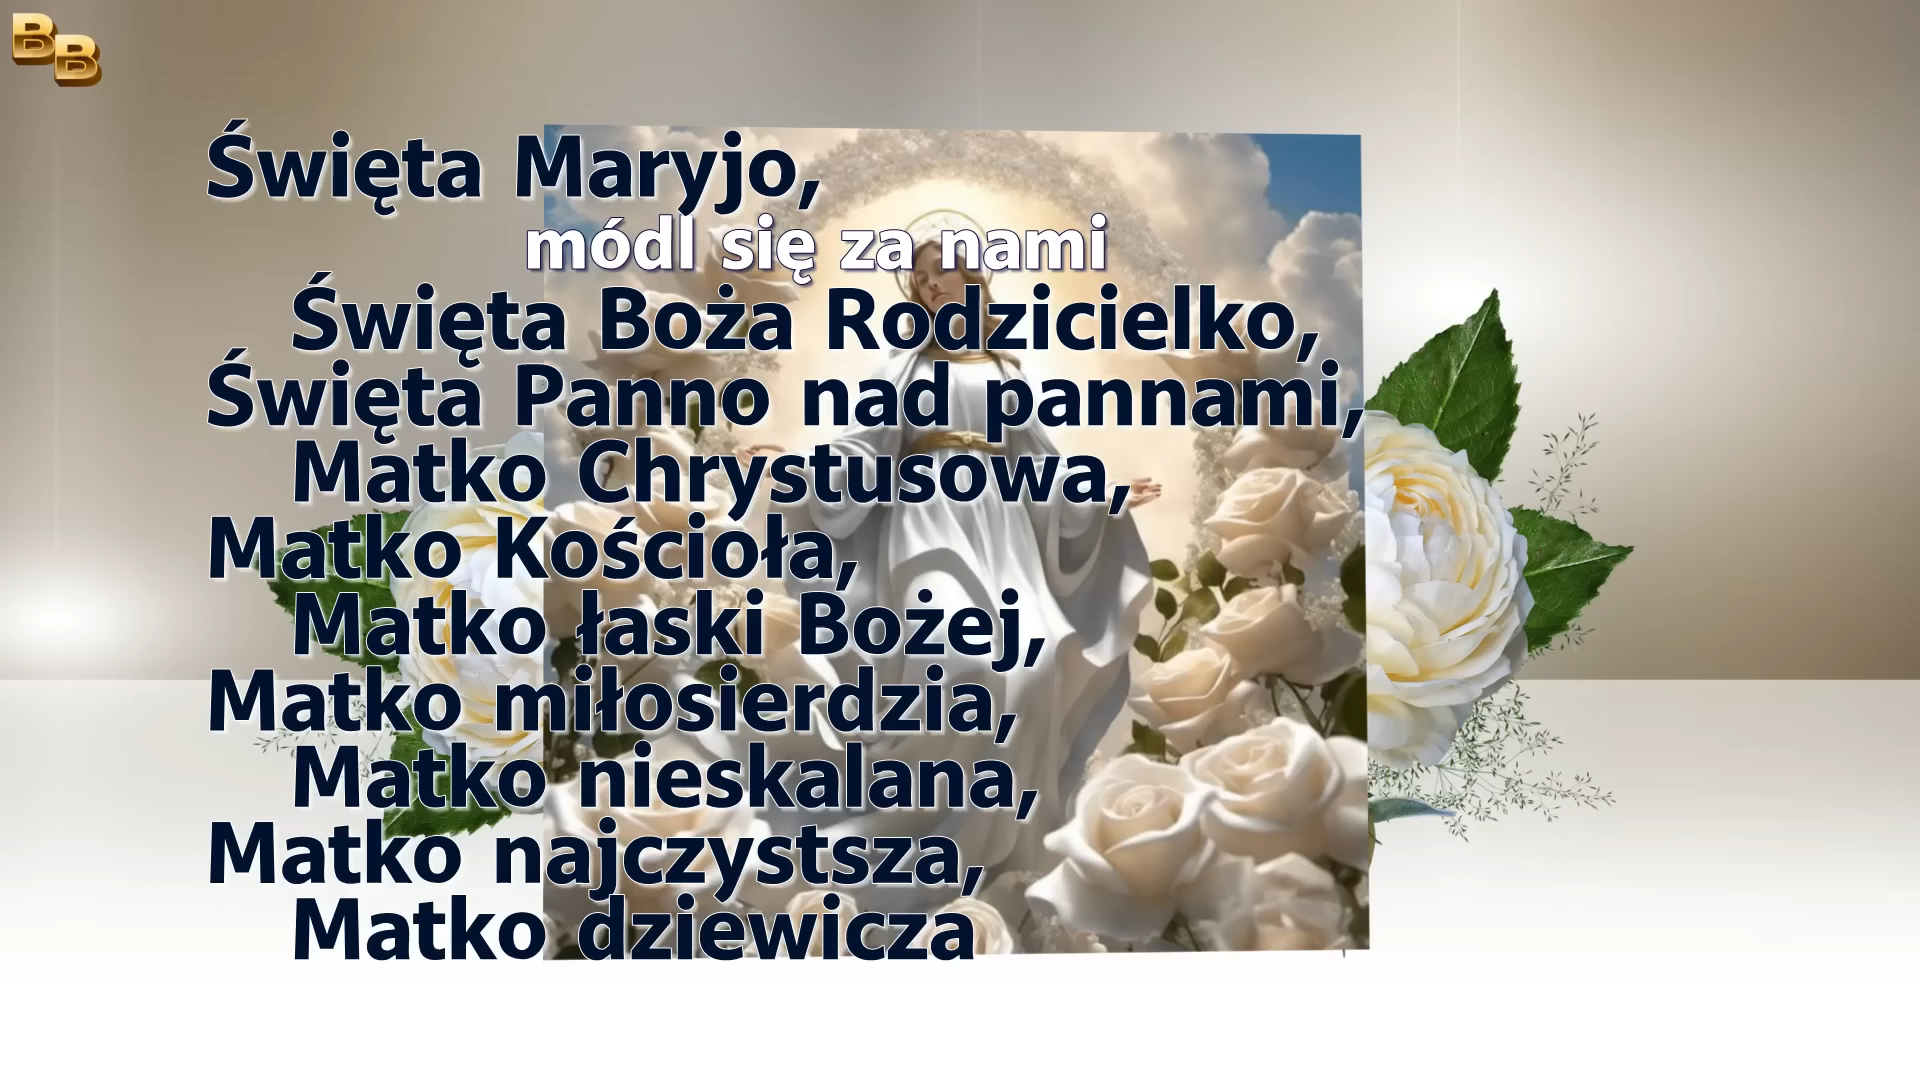 BB
Święta Maryjo,
módl się za nami
Święta Boża Rodzicielko,
Święta Panno nad pannami,
Matko Chrystusowa,
Matko Kościoła,
Matko łaski Bożej,
Matko miłosierdzia,
Matko nieskalana,
Matko najczystsza,
Matko dziewicza